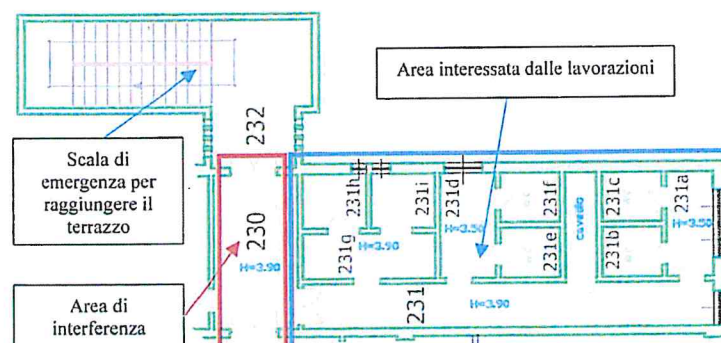 Area interessata dalle lavorazioni
232
Scala di
emergenza per
raggiungere il
terrazzo
230
H=3.90
Area di
interferenza
231h
231i
231d
H=3.50
231f
231c
231a
H=3.50
231g
H=3.90
231e
cavedio
231b
231
H=3.90